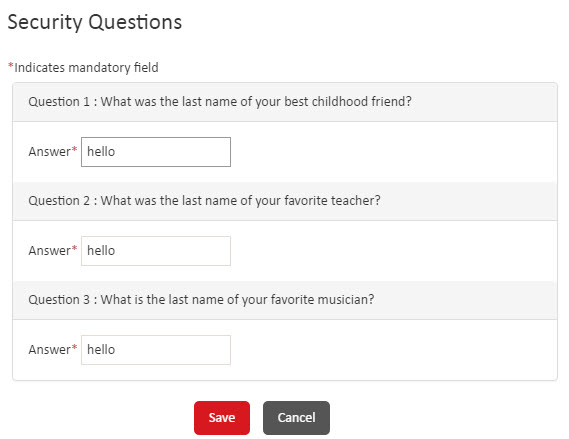 Security Questions
*Indicates mandatory field
Question 1 : What was the last name of your best childhood friend?
Answer* hello
Question 2 : What was the last name of your favorite teacher?
Answer* hello
Question 3 : What is the last name of your favorite musician?
Answer* hello
Save Cancel